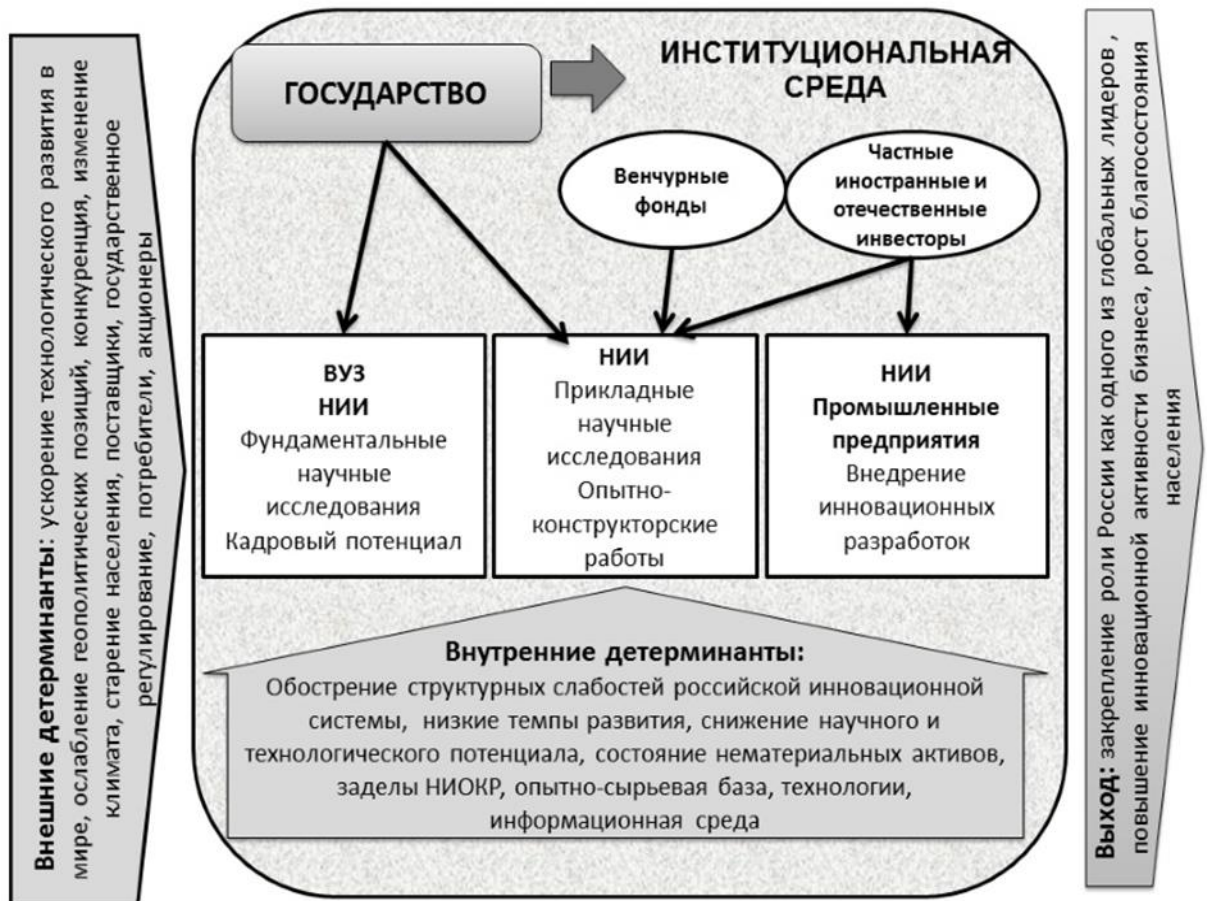 Внешние детерминанты: ускорение технологического развития в
мире, ослабление геополитических позиций, конкуренция, изменение
климата, старение населения, поставщики, государственное
регулирование, потребители, акционеры
ГОСУДАРСТВО
ИНСТИТУЦИОНАЛЬНАЯ
СРЕДА
Венчурные
фонды
Частные
иностранные и
отечественные
инвесторы
ВУЗ
НИИ
Фундаментальные
научные
исследования
Кадровый потенциал
НИИ
Прикладные
научные
исследования
Опытно-
конструкторские
работы
НИИ
Промышленные
предприятия
Внедрение
инновационных
разработок
Внутренние детерминанты:
Обострение структурных слабостей российской инновационной
системы, низкие темпы развития, снижение научного и
технологического потенциала, состояние нематериальных активов,
заделы НИОКР, опытно-сырьевая база, технологии,
информационная среда
Выход: закрепление роли России как одного из глобальных лидеров ,
повышение инновационной активности бизнеса, рост благосостояния
населения